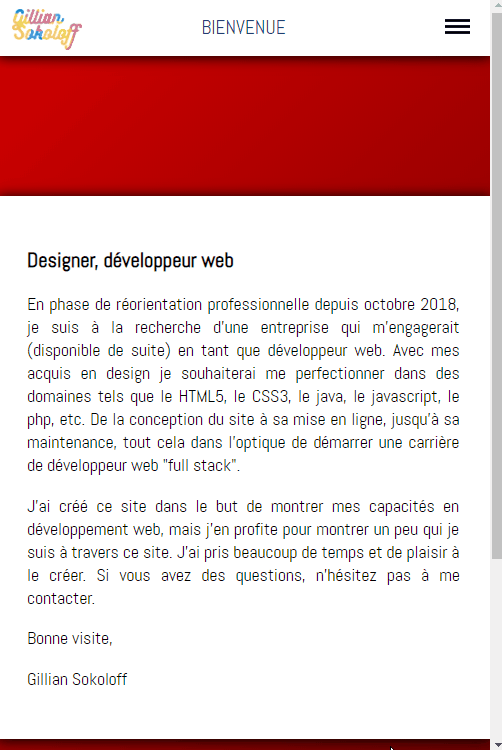 Gillian
Sokoloff
BIENVENUE
Designer, développeur web
En phase de réorientation professionnelle depuis octobre 2018,
je suis à la recherche d'une entreprise qui m'engagerait
(disponible de suite) en tant que développeur web. Avec mes
acquis en design je souhaiterai me perfectionner dans des
domaines tels que le HTML5, le CSS3, le java, le javascript, le
php, etc. De la conception du site à sa mise en ligne, jusqu'à sa
maintenance, tout cela dans l'optique de démarrer une carrière
de développeur web "full stack".
J'ai créé ce site dans le but de montrer mes capacités en
développement web, mais j'en profite pour montrer un peu qui je
suis à travers ce site. J'ai pris beaucoup de temps et de plaisir à
le créer. Si vous avez des questions, n'hésitez pas à me
contacter.
Bonne visite,
Gillian Sokoloff